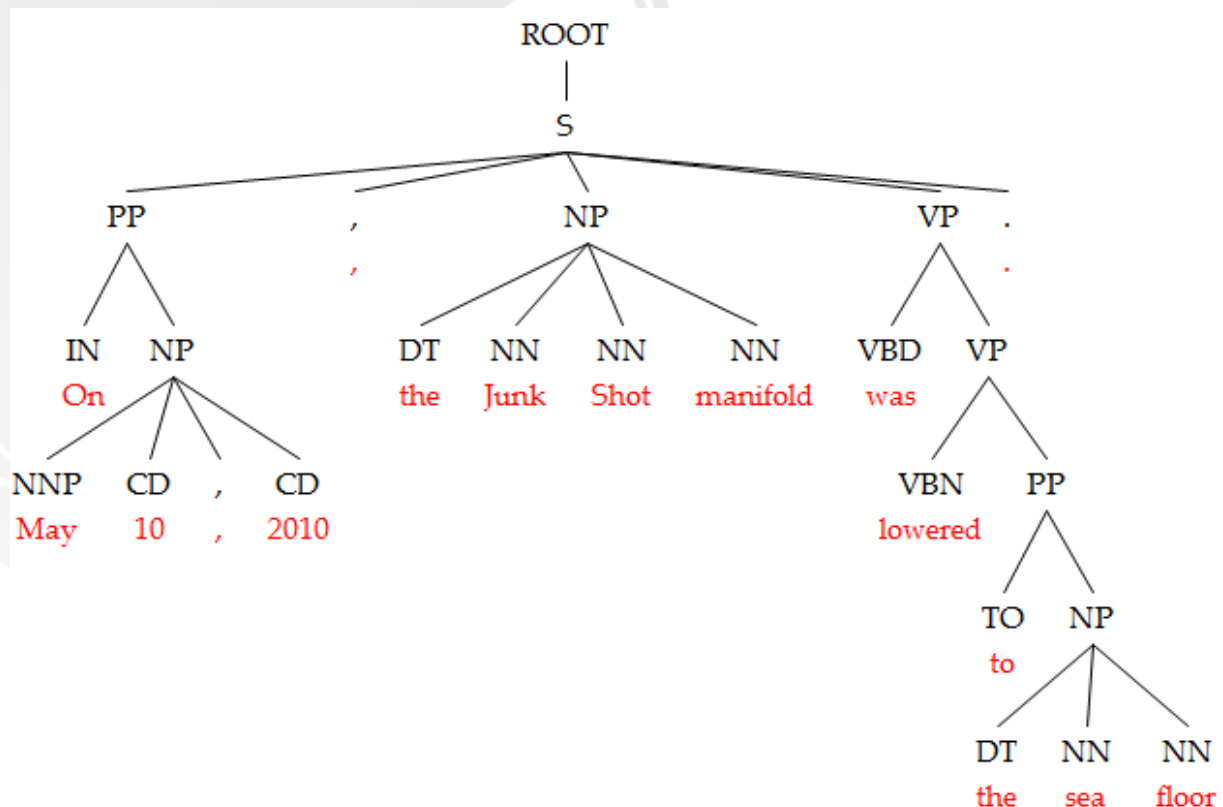 ROOT
S
PP , NP VP .
, .
IN NP DT NN NN NN VBD VP
On the Junk Shot manifold was
NNP CD , CD VBN PP
May 10 , 2010 lowered
TO NP
to
DT NN NN
the sea floor